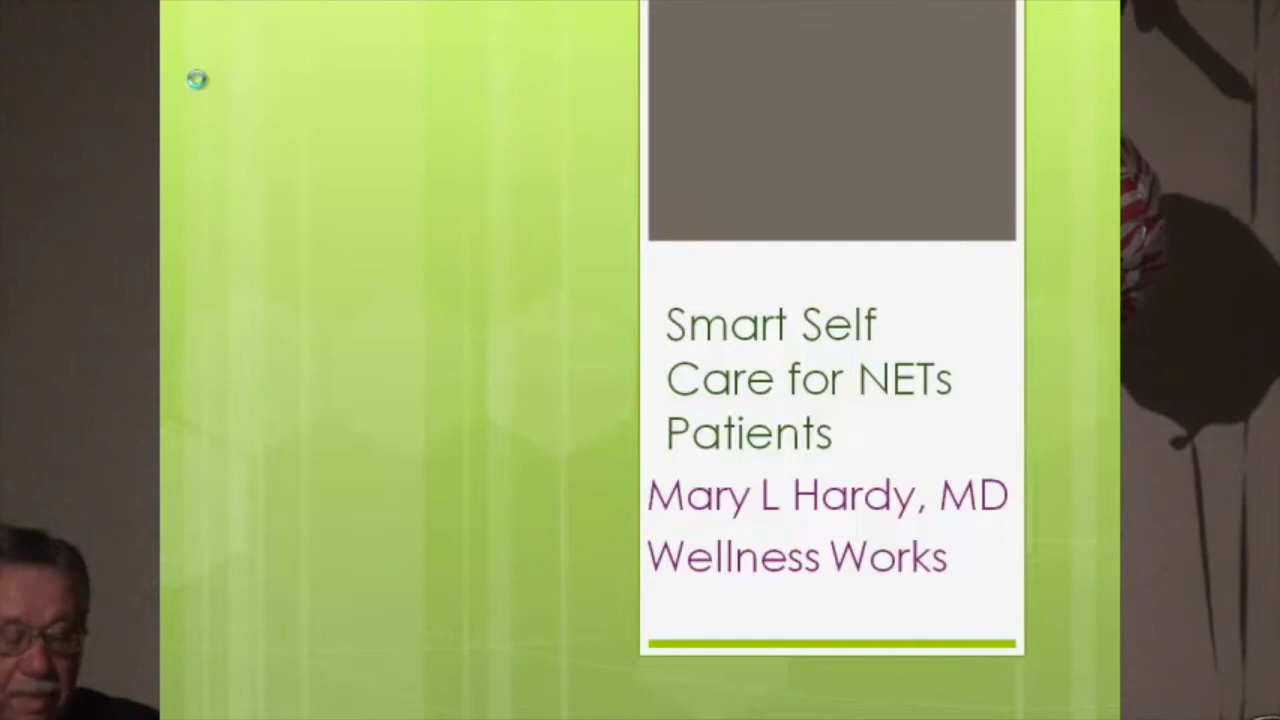 Smart Self
Care for NETs
Patients
Mary L Hardy, MD
Wellness Works